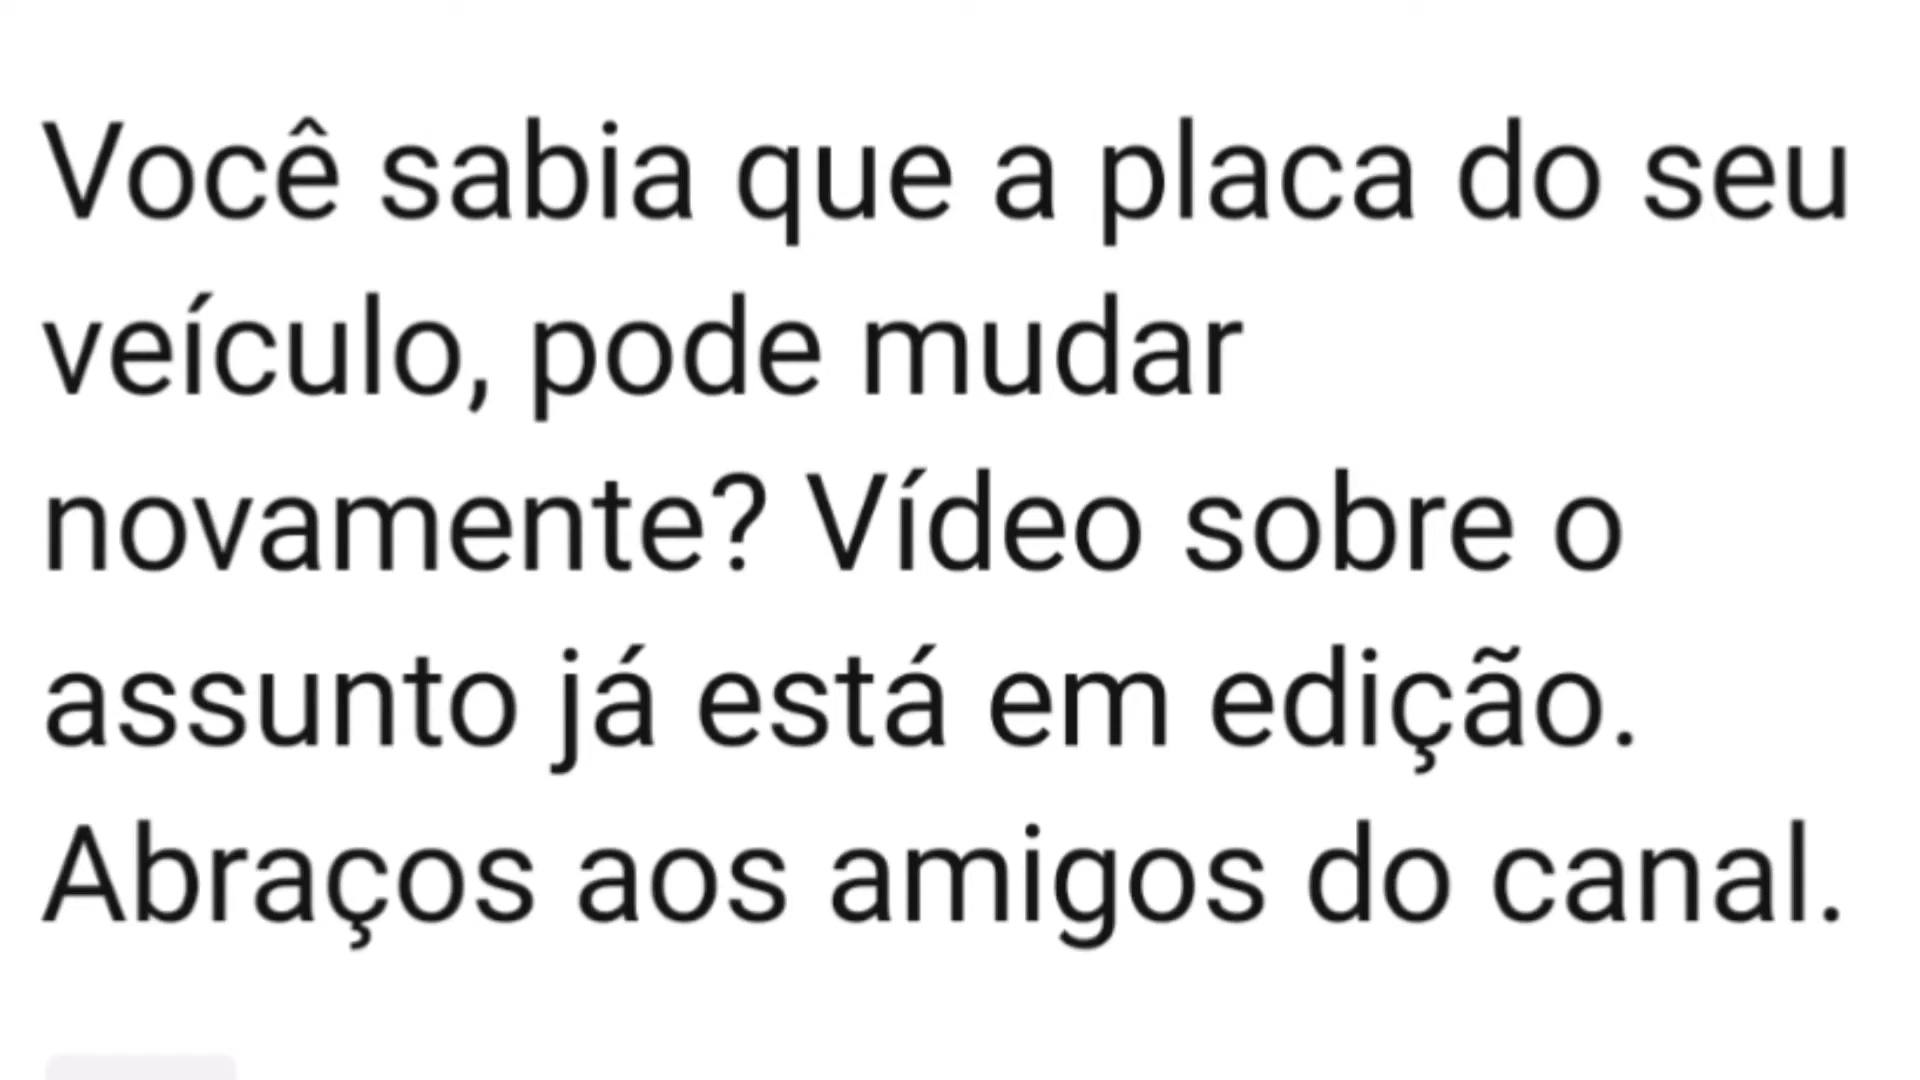 Você sabia que a placa do seu
veículo, pode mudar
novamente? Vídeo sobre o
assunto já está em edição.
Abraços aos amigos do canal.